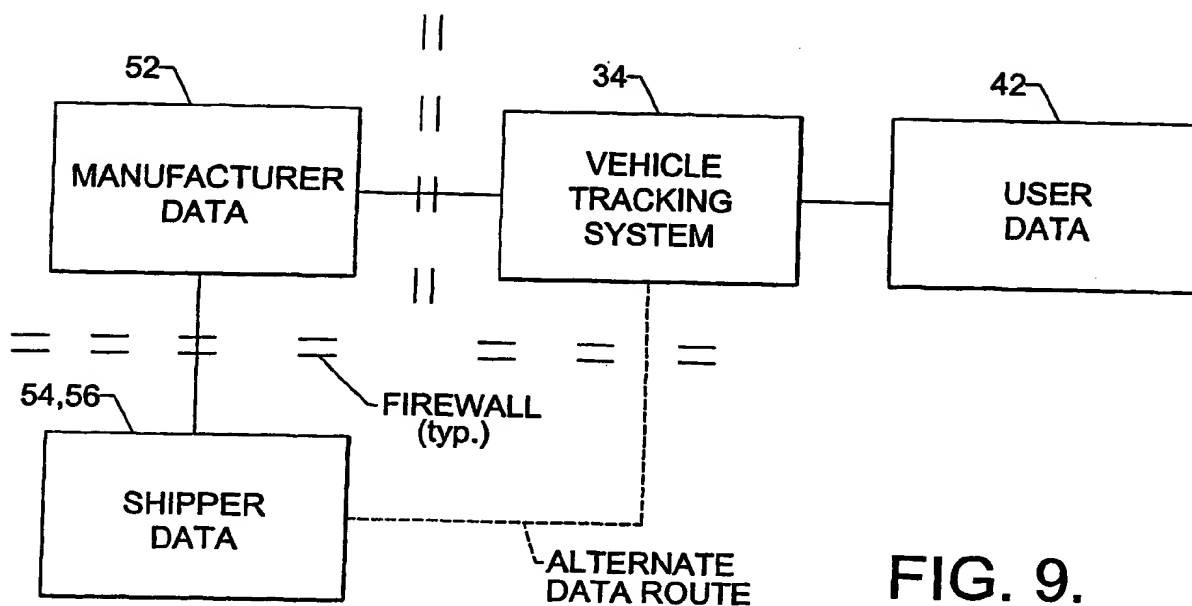 52
34
42
MANUFACTURER
DATA
VEHICLE
TRACKING
SYSTEM
USER
DATA
54,56
FIREWALL
(typ.)
SHIPPER
DATA
ALTERNATE
DATA ROUTE
FIG. 9.